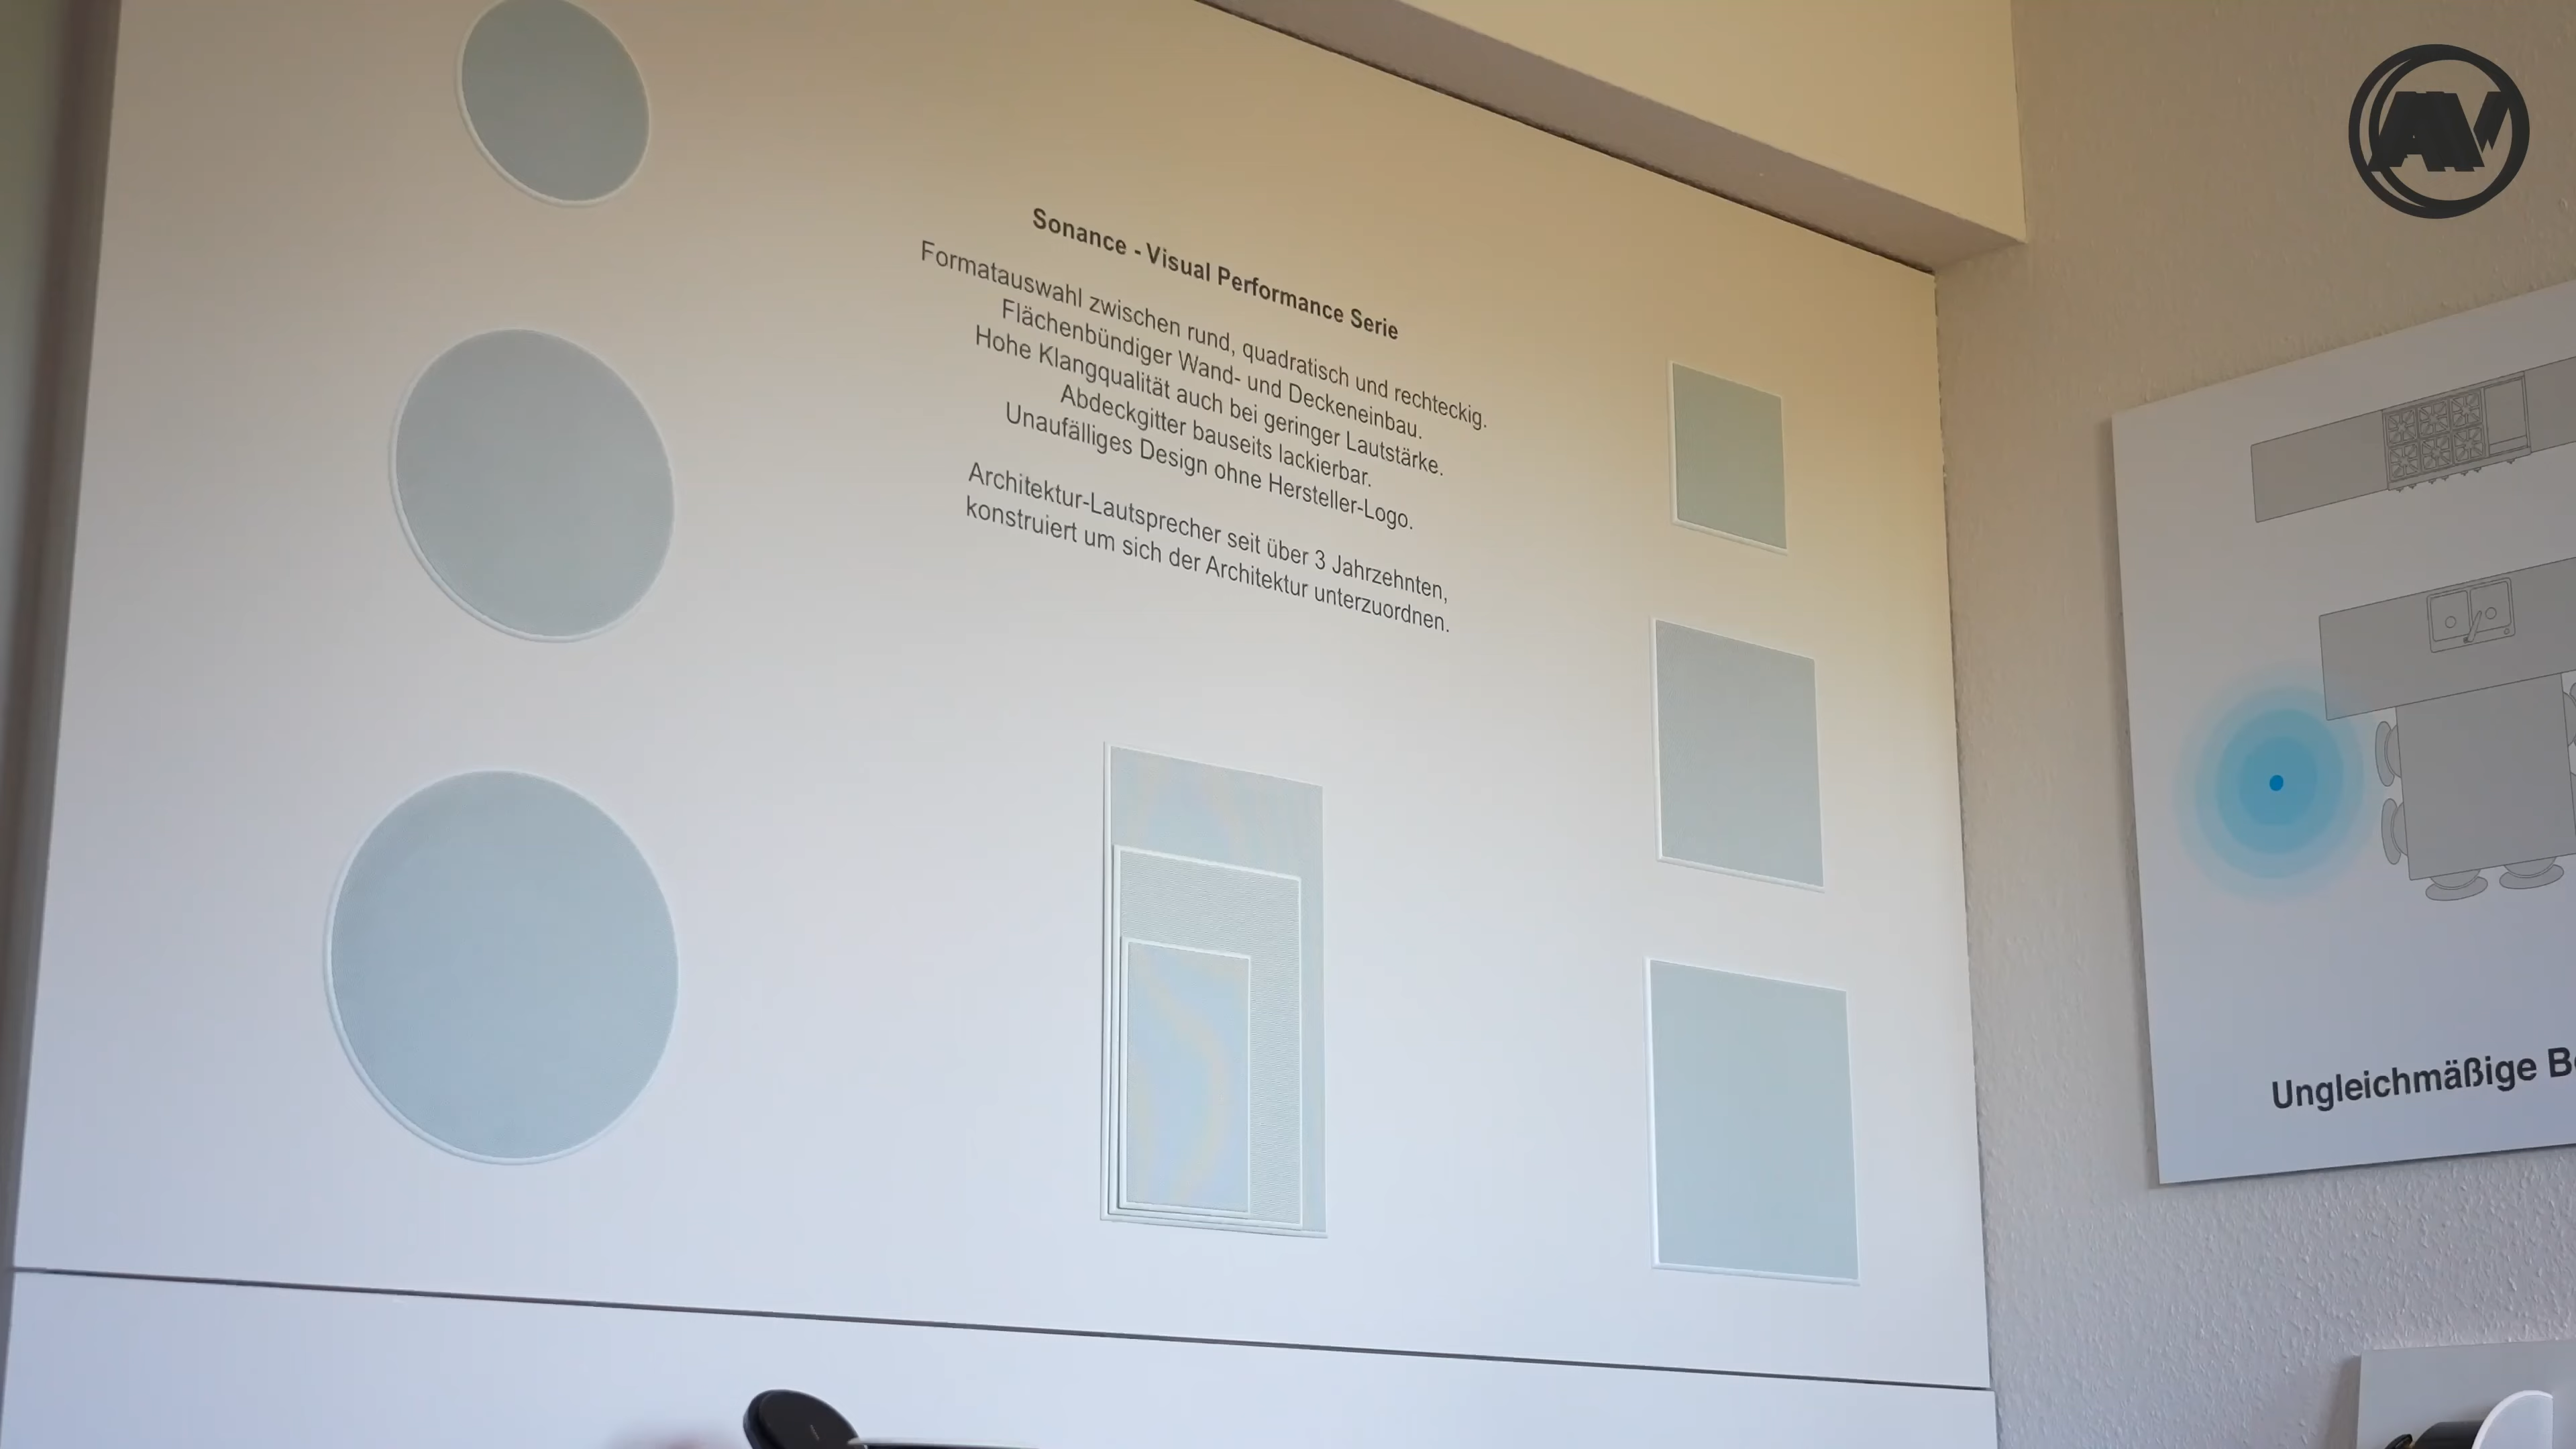 AV
Sonance - Visual Performance Serie
Formatauswahl zwischen rund, quadratisch und rechteckig.
Flächenbündiger Wand- und Deckeneinbau.
Hohe Klangqualität auch bei geringer Lautstärke.
Abdeckgitter bauseits lackierbar.
Unaufälliges Design ohne Hersteller-Logo.
Architektur-Lautsprecher seit über 3 Jahrzehnten,
konstruiert um sich der Architektur unterzuordnen.
Ungleichmäßige